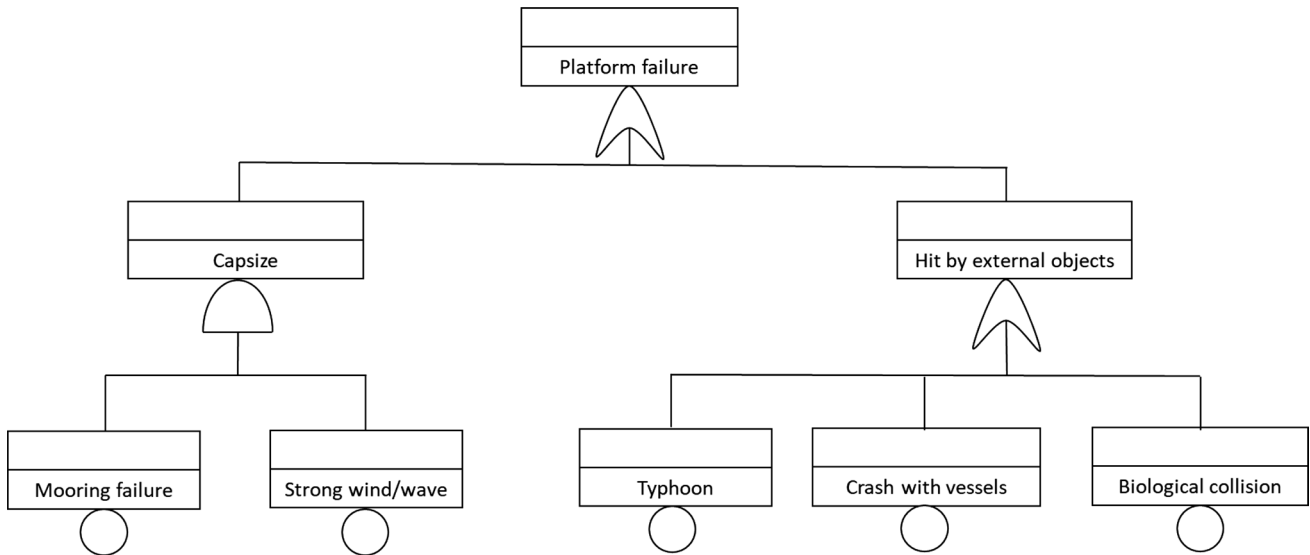 Platform failure
Capsize
Hit by external objects
Mooring failure
Strong wind/wave
Typhoon
Crash with vessels
Biological collision